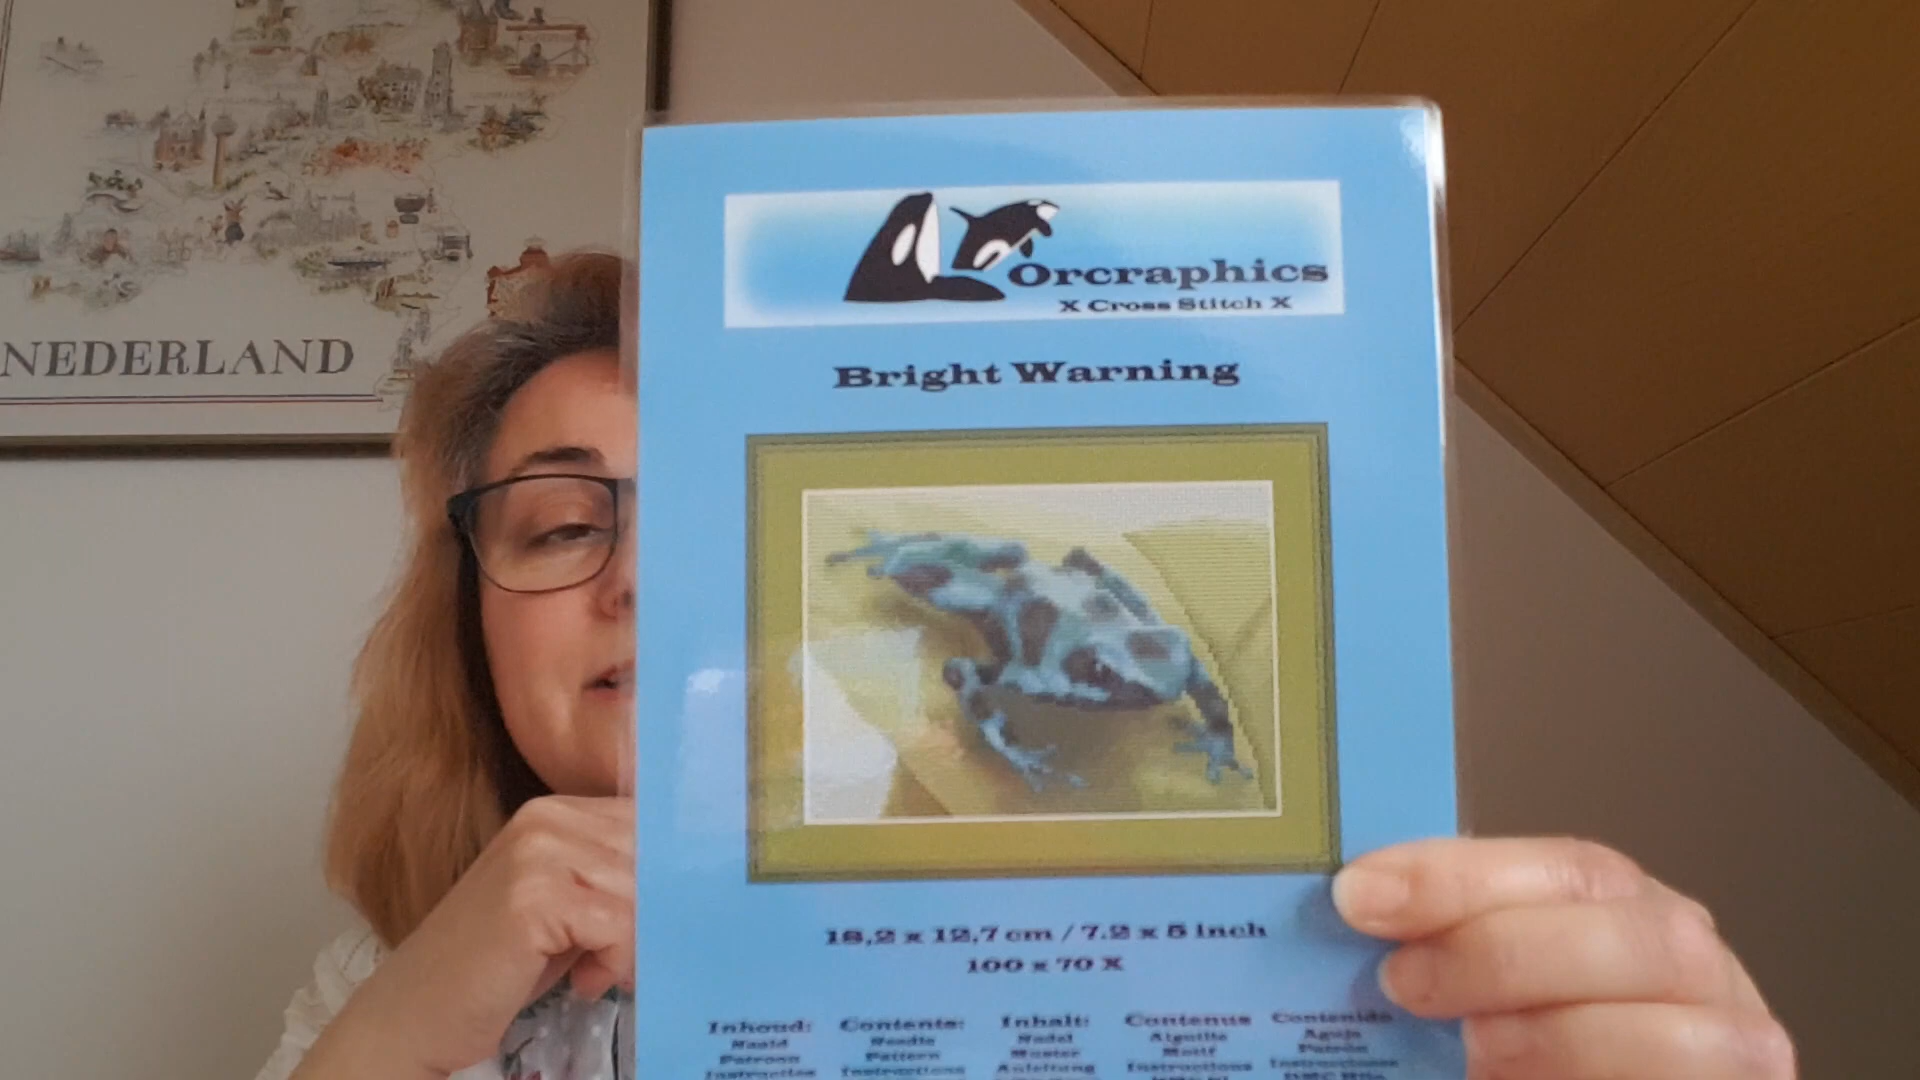 NEDERLAND
Orcraphics
X Cross Stitch X
Bright Warning
18,2 x 12,7 cm / 7.2 x 5 inch
100 x 70 X
Inhoud: Contents: Inhalt: Contenus Contenido
Naald Needle Nadel Aiguille Aguja
Patroon Pattern Muster Motif Patrón
Instructies Instructions Anleitung Instructions Instrucciones